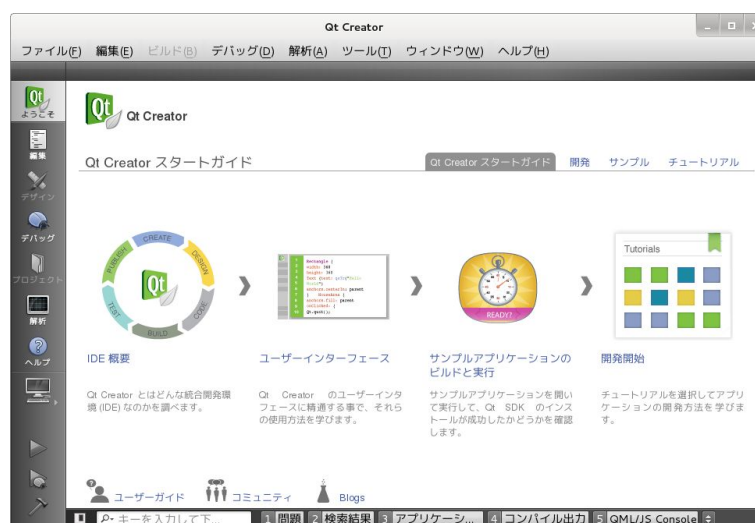 Qt Creator
ファイル(F) 編集(E) ビルド(B) デバッグ(D) 解析(A) ツール(T) ウィンドウ(W) ヘルプ(H)
Qt
ようこそ
編集
デザイン
デバッグ
プロジェクト
解析
ヘルプ
Qt Qt Creator
Qt Creator スタートガイド
Qt Creator スタートガイド 開発 サンプル チュートリアル
PUBLISH CREATE DESIGN CODE BUILD TEST
Qt
READY?
Tutorials
IDE 概要
Qt Creator とはどんな統合開発環
境 (IDE) なのかを調べます。
ユーザーインターフェース
Qt Creator のユーザーインタ
フェースに精通する事で、それら
の使用方法を学びます。
サンプルアプリケーションの
ビルドと実行
サンプルアプリケーションを開い
て実行して、Qt SDK のインス
トールが成功したかどうかを確認
します。
開発開始
チュートリアルを選択してアプリ
ケーションの開発方法を学びま
す。
ユーザーガイド コミュニティ Blogs
キーを入力して下... 1 問題 2 検索結果 3 アプリケーシ... 4 コンパイル出力 5 QML/JS Console